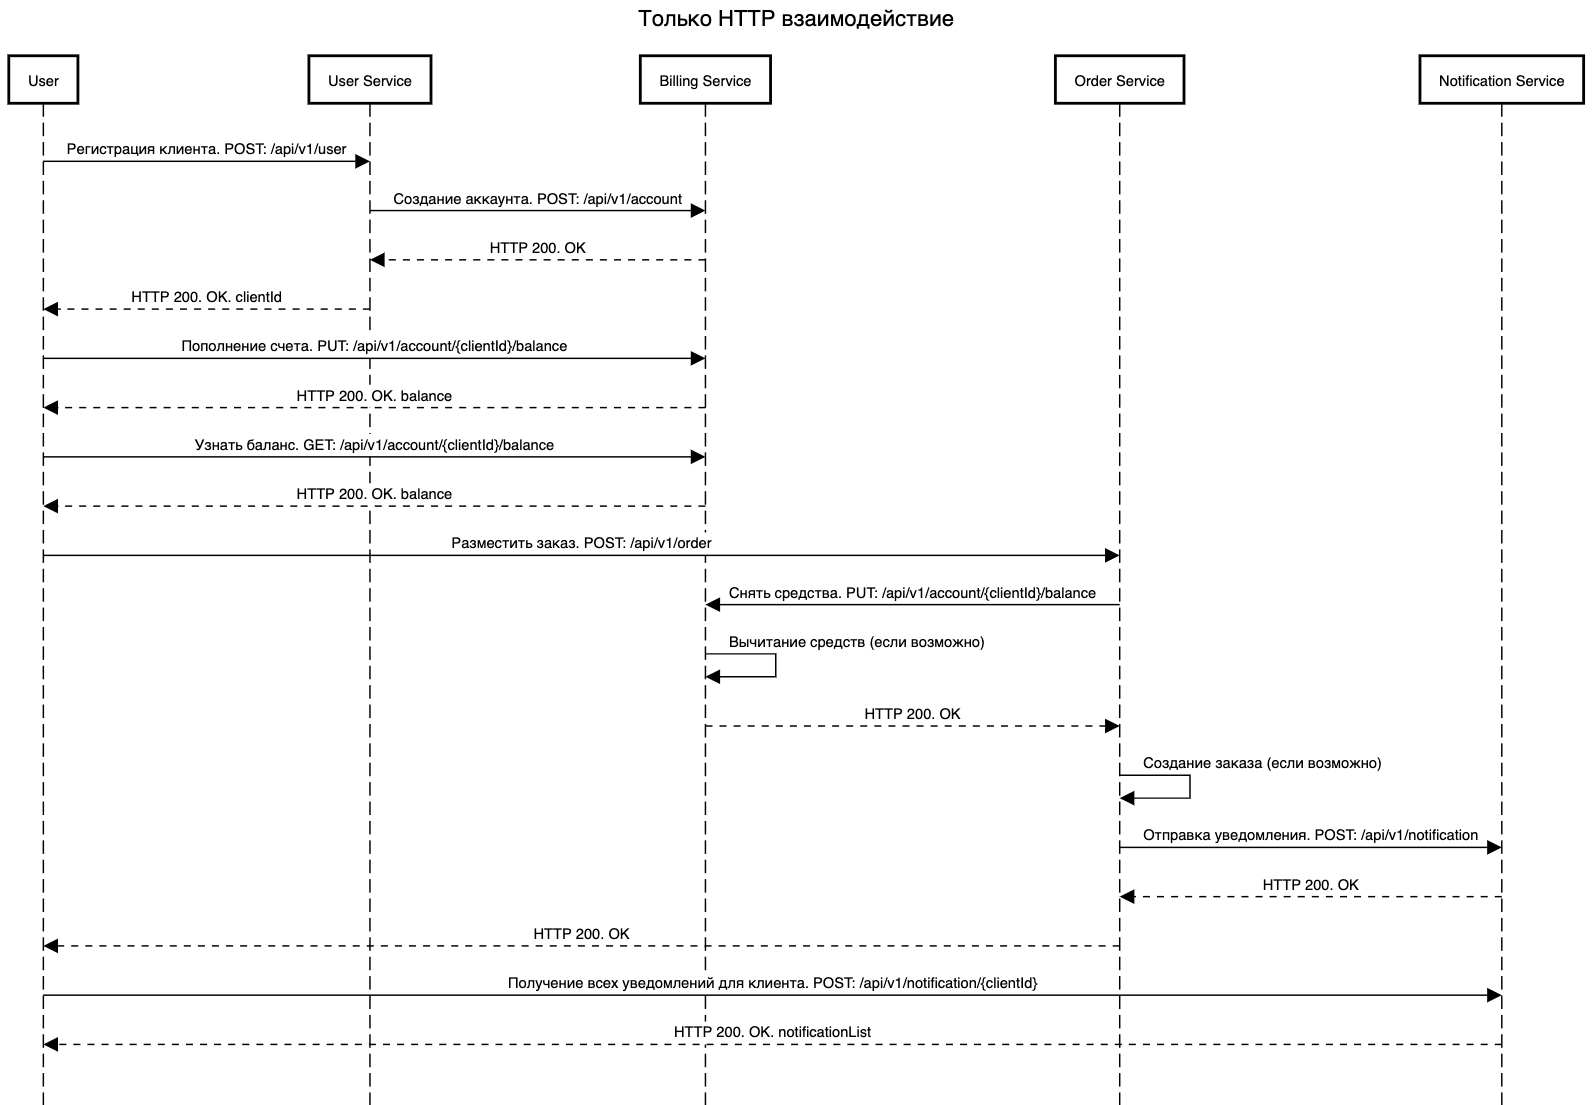 Только HTTP взаимодействие
User
User Service
Billing Service
Order Service
Notification Service
Регистрация клиента. POST: /api/v1/user
Создание аккаунта. POST: /api/v1/account
HTTP 200. OK
HTTP 200. OK. clientId
Пополнение счета. PUT: /api/v1/account/{clientId}/balance
HTTP 200. OK. balance
Узнать баланс. GET: /api/v1/account/{clientId}/balance
HTTP 200. OK. balance
Разместить заказ. POST: /api/v1/order
Снять средства. PUT: /api/v1/account/{clientId}/balance
Вычитание средств (если возможно)
HTTP 200. OK
Создание заказа (если возможно)
Отправка уведомления. POST: /api/v1/notification
HTTP 200. OK
HTTP 200. OK
Получение всех уведомлений для клиента. POST: /api/v1/notification/{clientId}
HTTP 200. OK. notificationList